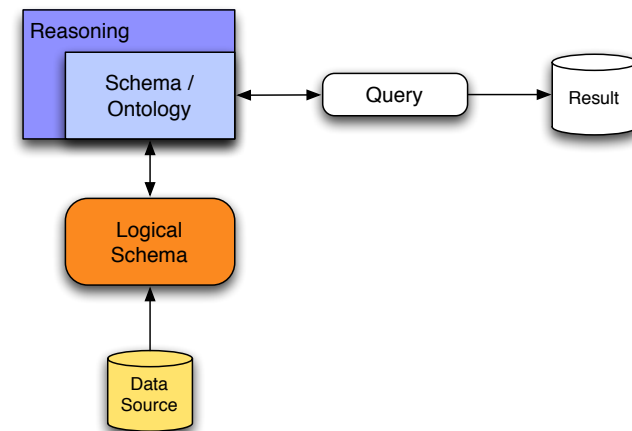 Reasoning
Schema /
Ontology
Query
Result
Logical
Schema
Data
Source